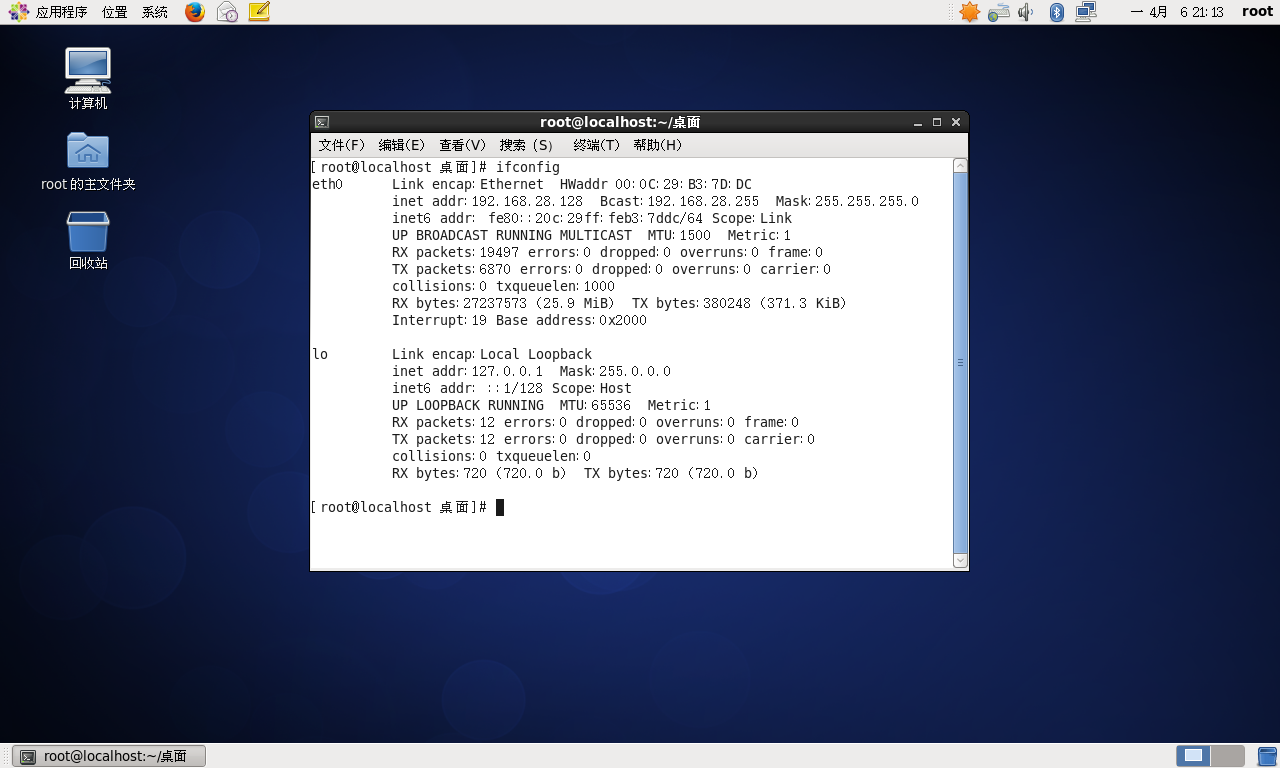 应用程序 位置 系统 一 4月 6 21:13 root
计算机
root 的主文件夹
回收站
root@localhost:~/桌面
文件(F) 编辑(E) 查看(V) 搜索 (S) 终端(T) 帮助(H)
[root@localhost 桌面]# ifconfig
eth0      Link encap:Ethernet  HWaddr 00:0C:29:B3:7D:DC
          inet addr:192.168.28.128  Bcast:192.168.28.255  Mask:255.255.255.0
          inet6 addr: fe80::20c:29ff:feb3:7ddc/64 Scope:Link
          UP BROADCAST RUNNING MULTICAST  MTU:1500  Metric:1
          RX packets:19497 errors:0 dropped:0 overruns:0 frame:0
          TX packets:6870 errors:0 dropped:0 overruns:0 carrier:0
          collisions:0 txqueuelen:1000
          RX bytes:27237573 (25.9 MiB)  TX bytes:380248 (371.3 KiB)
          Interrupt:19 Base address:0x2000
lo        Link encap:Local Loopback
          inet addr:127.0.0.1  Mask:255.0.0.0
          inet6 addr: ::1/128 Scope:Host
          UP LOOPBACK RUNNING  MTU:65536  Metric:1
          RX packets:12 errors:0 dropped:0 overruns:0 frame:0
          TX packets:12 errors:0 dropped:0 overruns:0 carrier:0
          collisions:0 txqueuelen:0
          RX bytes:720 (720.0 b)  TX bytes:720 (720.0 b)
[root@localhost 桌面]#
root@localhost:~/桌面